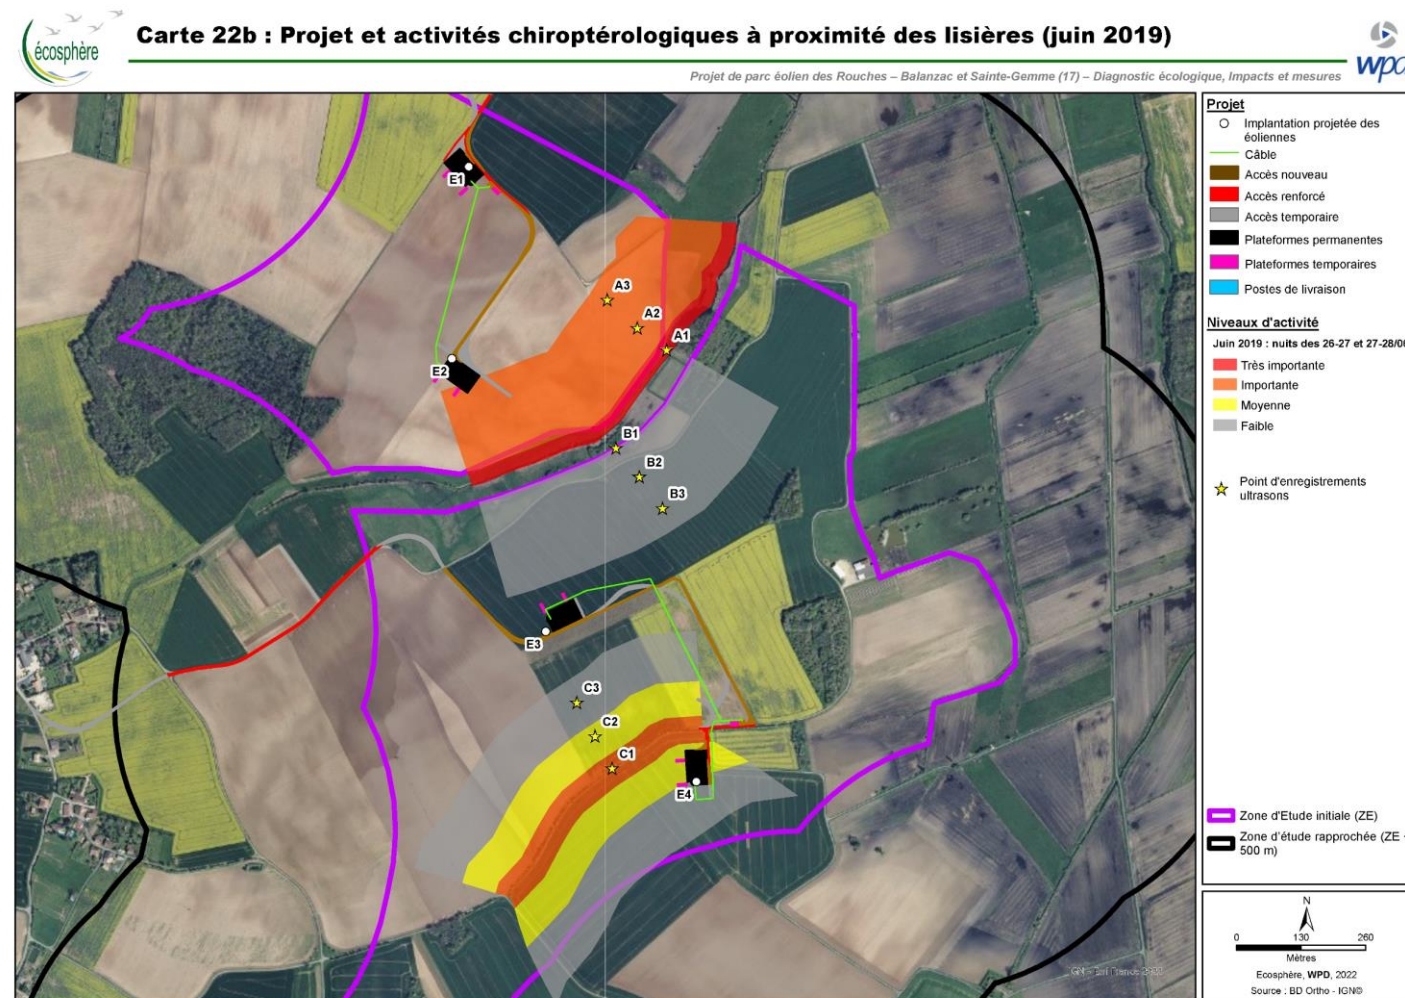 écosphère
Carte 22b : Projet et activités chiroptérologiques à proximité des lisières (juin 2019)
wpd
Projet de parc éolien des Rouches – Balanzac et Sainte-Gemme (17) – Diagnostic écologique, Impacts et mesures
E1
A3
A2
A1
E2
B1
B2
B3
E3
C3
C2
C1
E4
Projet
Implantation projetée des
éoliennes
Câble
Accès nouveau
Accès renforcé
Accès temporaire
Plateformes permanentes
Plateformes temporaires
Postes de livraison
Niveaux d'activité
Juin 2019 : nuits des 26-27 et 27-28/06
Très importante
Importante
Moyenne
Faible
Point d'enregistrements
ultrasons
Zone d'Etude initiale (ZE)
Zone d'étude rapprochée (ZE
500 m)
N
0 130 260
Mètres
Ecosphère, WPD, 2022
Source : BD Ortho - IGN©